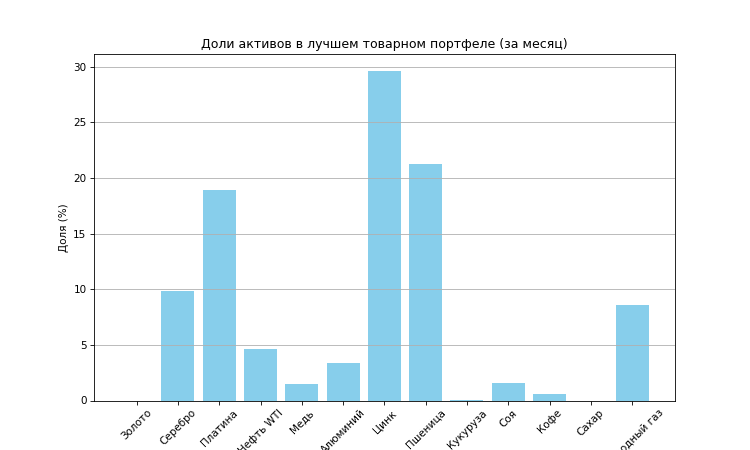 Доли активов в лучшем товарном портфеле (за месяц)
30
25
20
15
10
5
0
Доля (%)
Золото
Серебро
Платина
Нефть WTI
Медь
Алюминий
Цинк
Пшеница
Кукуруза
Соя
Кофе
Сахар
одный газ